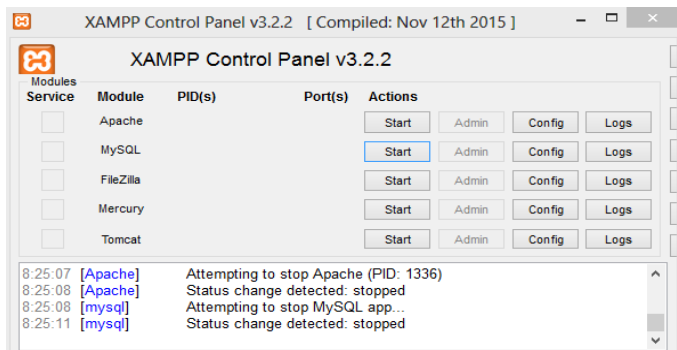 XAMPP Control Panel v3.2.2 [ Compiled: Nov 12th 2015 ]
XAMPP Control Panel v3.2.2
Modules
Service Module PID(s) Port(s) Actions
Apache Start Admin Config Logs
MySQL Start Admin Config Logs
FileZilla Start Admin Config Logs
Mercury Start Admin Config Logs
Tomcat Start Admin Config Logs
8:25:07 [Apache] Attempting to stop Apache (PID: 1336)
8:25:08 [Apache] Status change detected: stopped
8:25:08 [mysql] Attempting to stop MySQL app...
8:25:11 [mysql] Status change detected: stopped